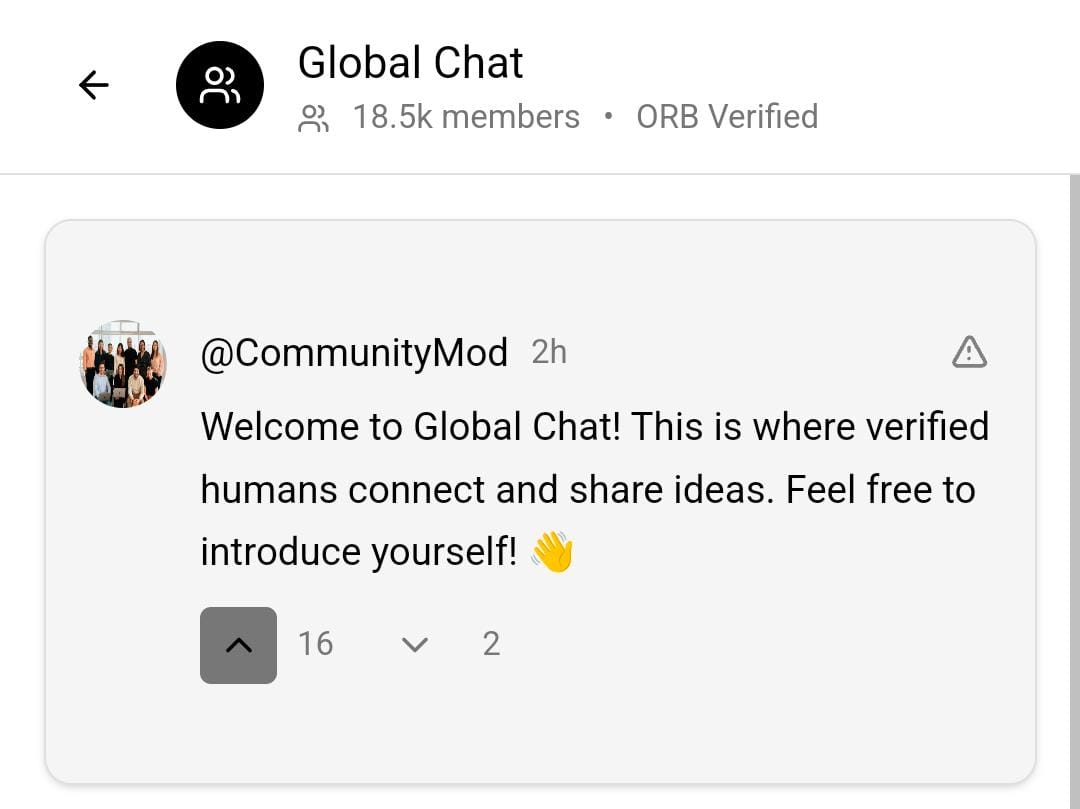 Global Chat
18.5k members • ORB Verified
@CommunityMod 2h
Welcome to Global Chat! This is where verified
humans connect and share ideas. Feel free to
introduce yourself! 👋
16 2